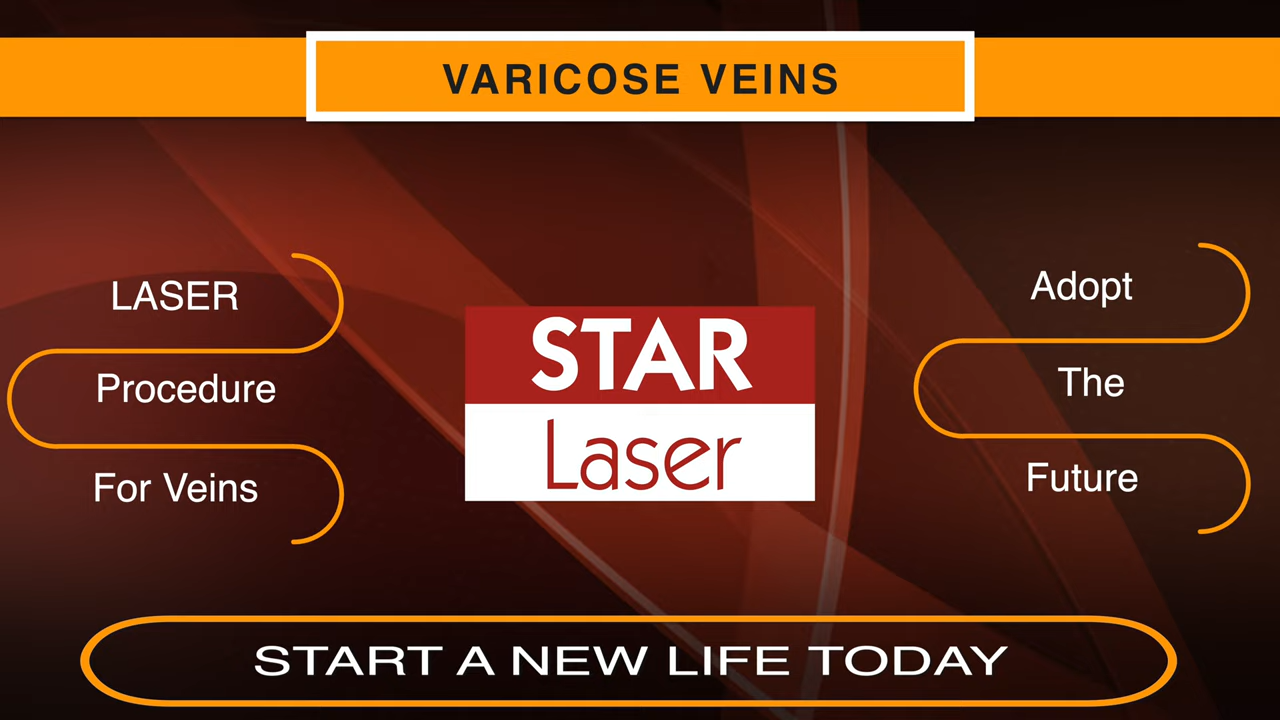 VARICOSE VEINS
LASER
Procedure
For Veins
STAR
Laser
Adopt
The
Future
START A NEW LIFE TODAY